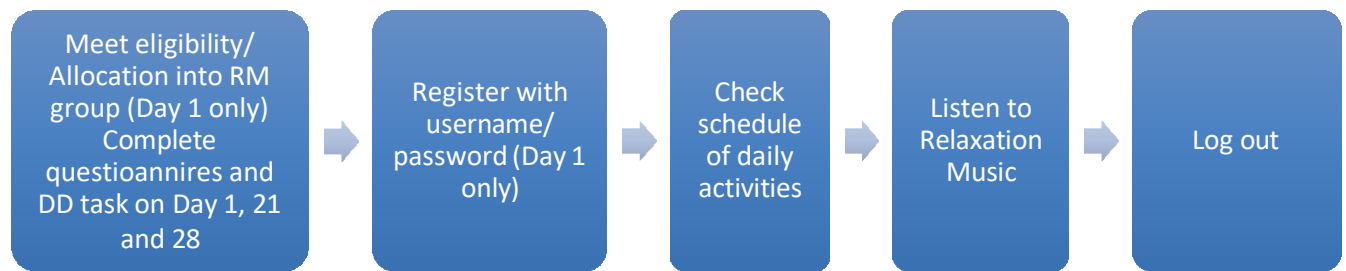 Meet eligibility/
Allocation into RM
group (Day 1 only)
Complete
questioannires and
DD task on Day 1, 21
and 28
Register with
username/
password (Day 1
only)
Check
schedule
of daily
activities
Listen to
Relaxation
Music
Log out